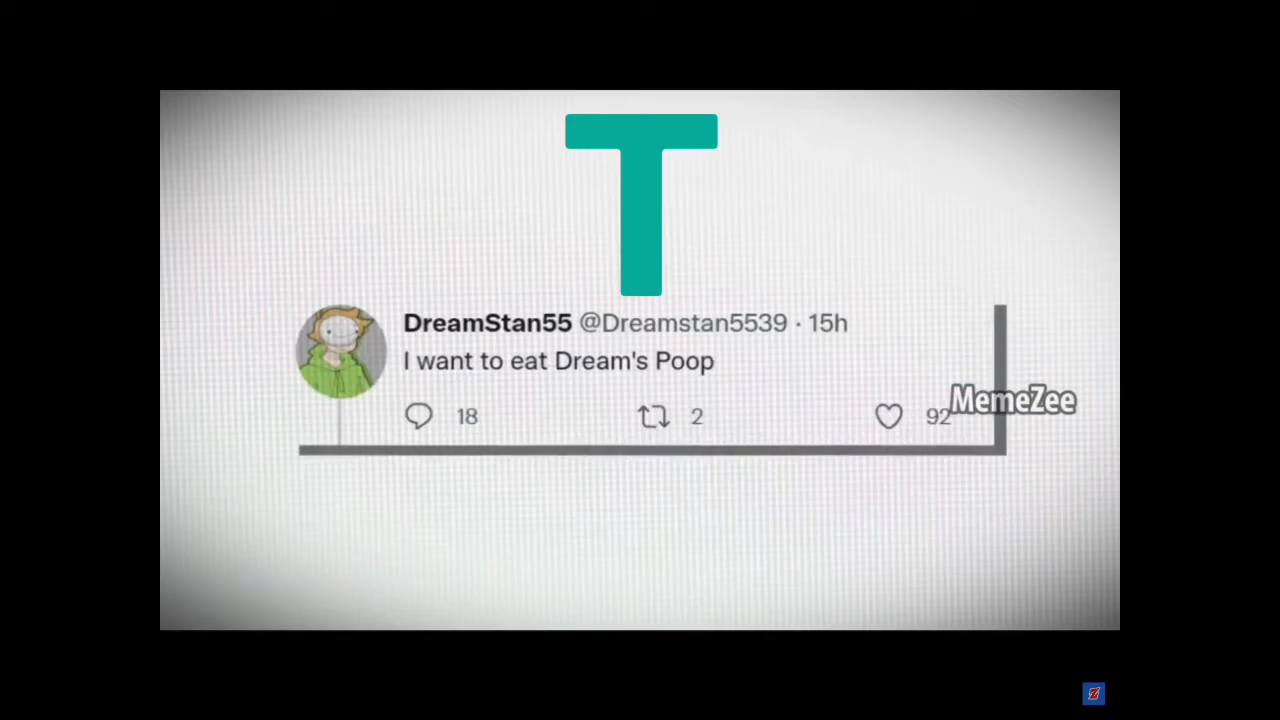 T
DreamStan55 @Dreamstan5539 · 15h
I want to eat Dream's Poop
18 2 92
MemeZee
Z